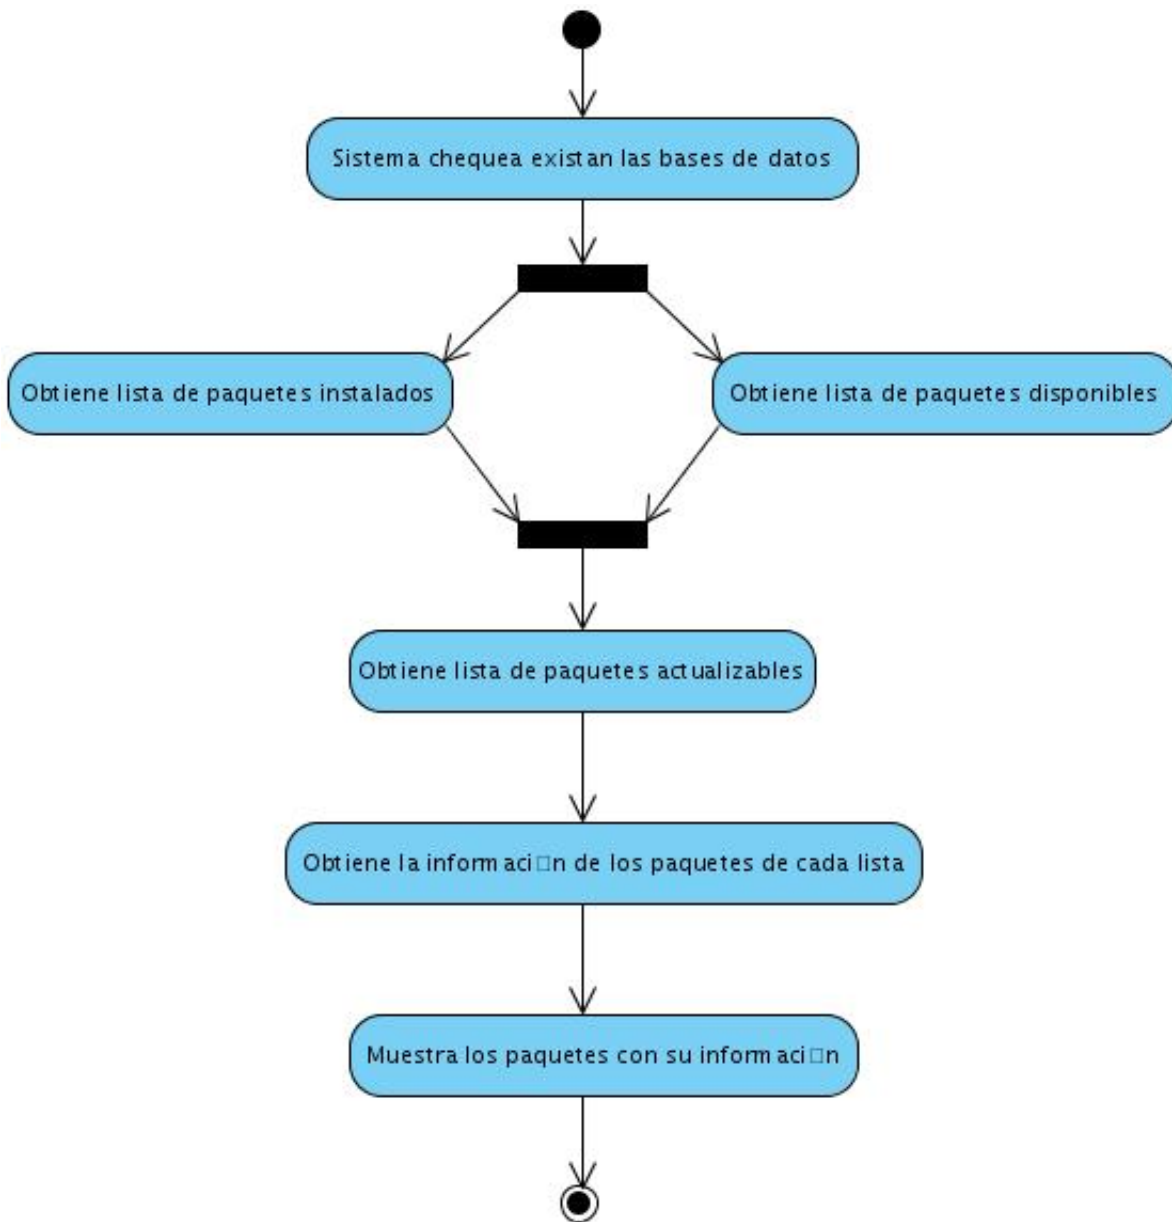 Sistema chequea existan las bases de datos
Obtiene lista de paquetes instalados
Obtiene lista de paquetes disponibles
Obtiene lista de paquetes actualizables
Obtiene la informaci□n de los paquetes de cada lista
Muestra los paquetes con su informaci□n